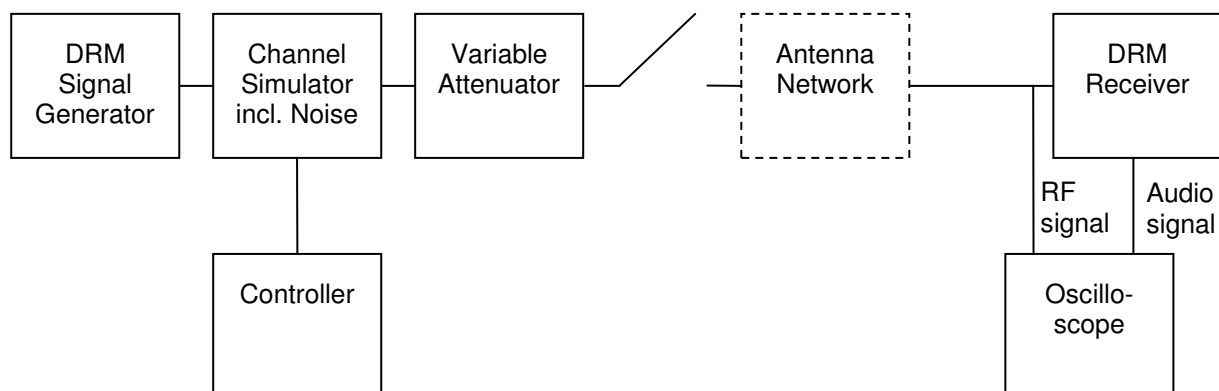 DRM
Signal
Generator
Channel
Simulator
incl. Noise
Variable
Attenuator
Antenna
Network
DRM
Receiver
RF
signal
Audio
signal
Controller
Oscillo-
scope